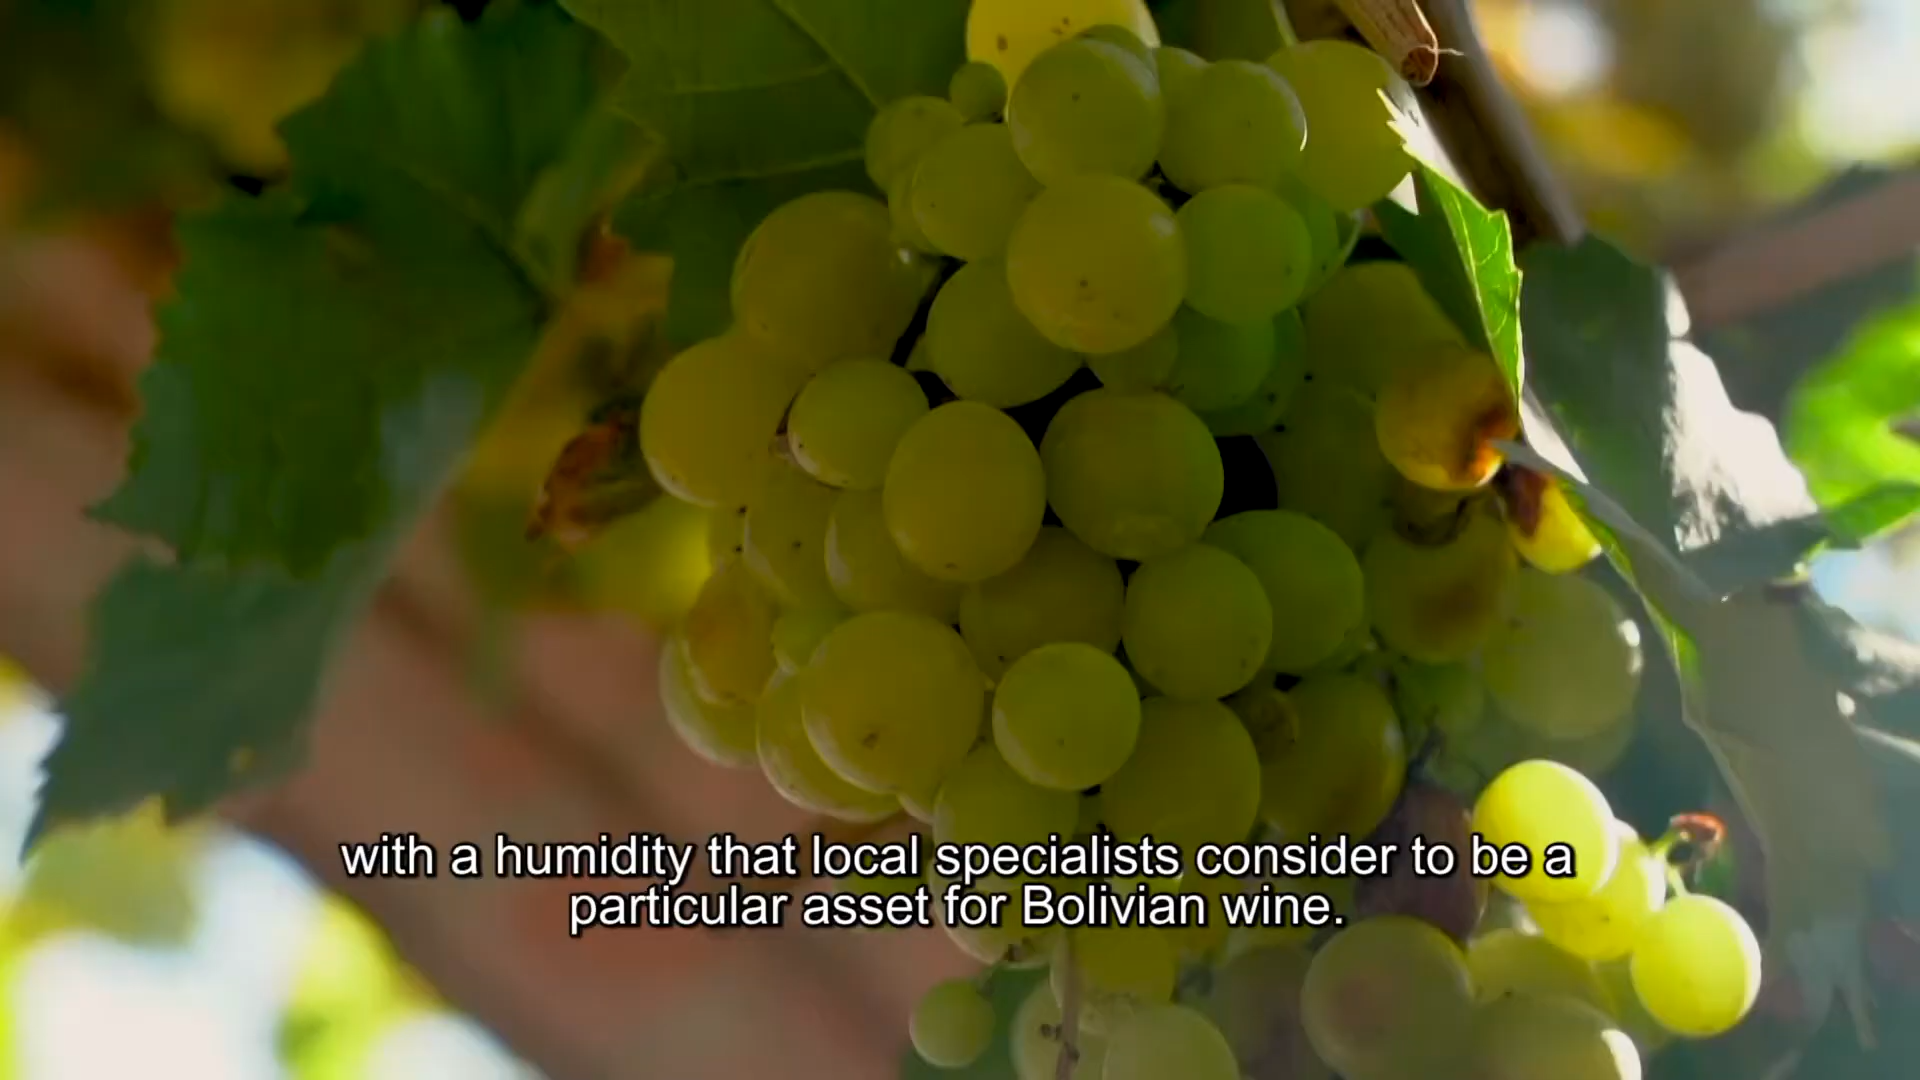 with a humidity that local specialists consider to be a
particular asset for Bolivian wine.